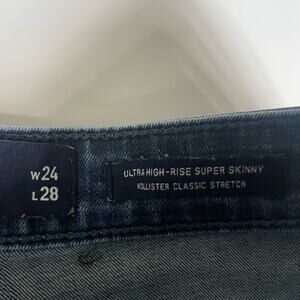 W24
L28
ULTRA HIGH-RISE SUPER SKINNY
HOLLISTER CLASSIC STRETCH